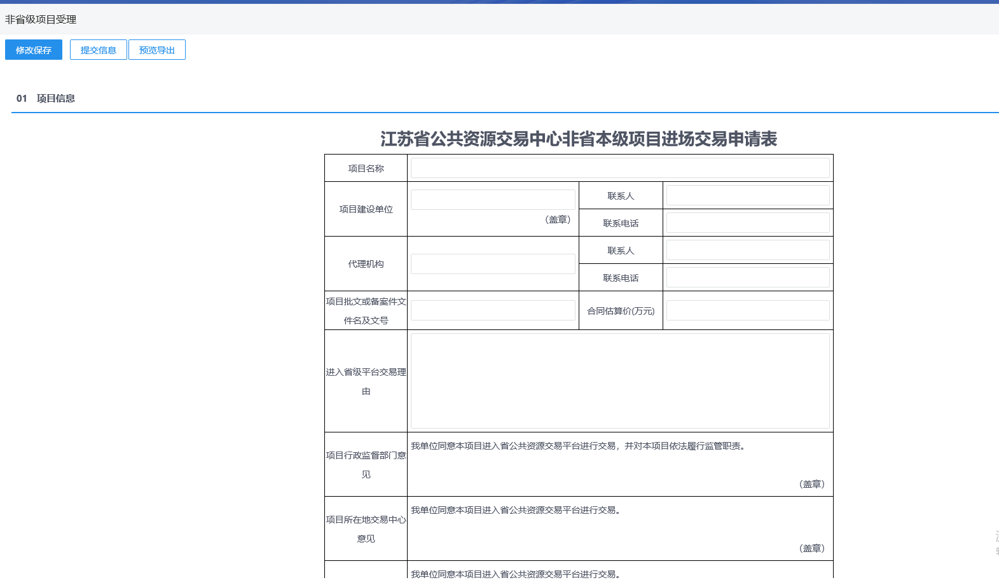 非省级项目受理
修改保存 提交信息 预览导出
01 项目信息
江苏省公共资源交易中心非省本级项目进场交易申请表
项目名称
项目建设单位
（盖章）
联系人
联系电话
代理机构
联系人
联系电话
项目批文或备案件文
件名及文号
合同估算价(万元)
进入省级平台交易理
由
项目行政监督部门意
见
我单位同意本项目进入省公共资源交易平台进行交易，并对本项目依法履行监管职责。
（盖章）
项目所在地交易中心
意见
我单位同意本项目进入省公共资源交易平台进行交易。
（盖章）
我单位同意本项目进入省公共资源交易平台进行交易。